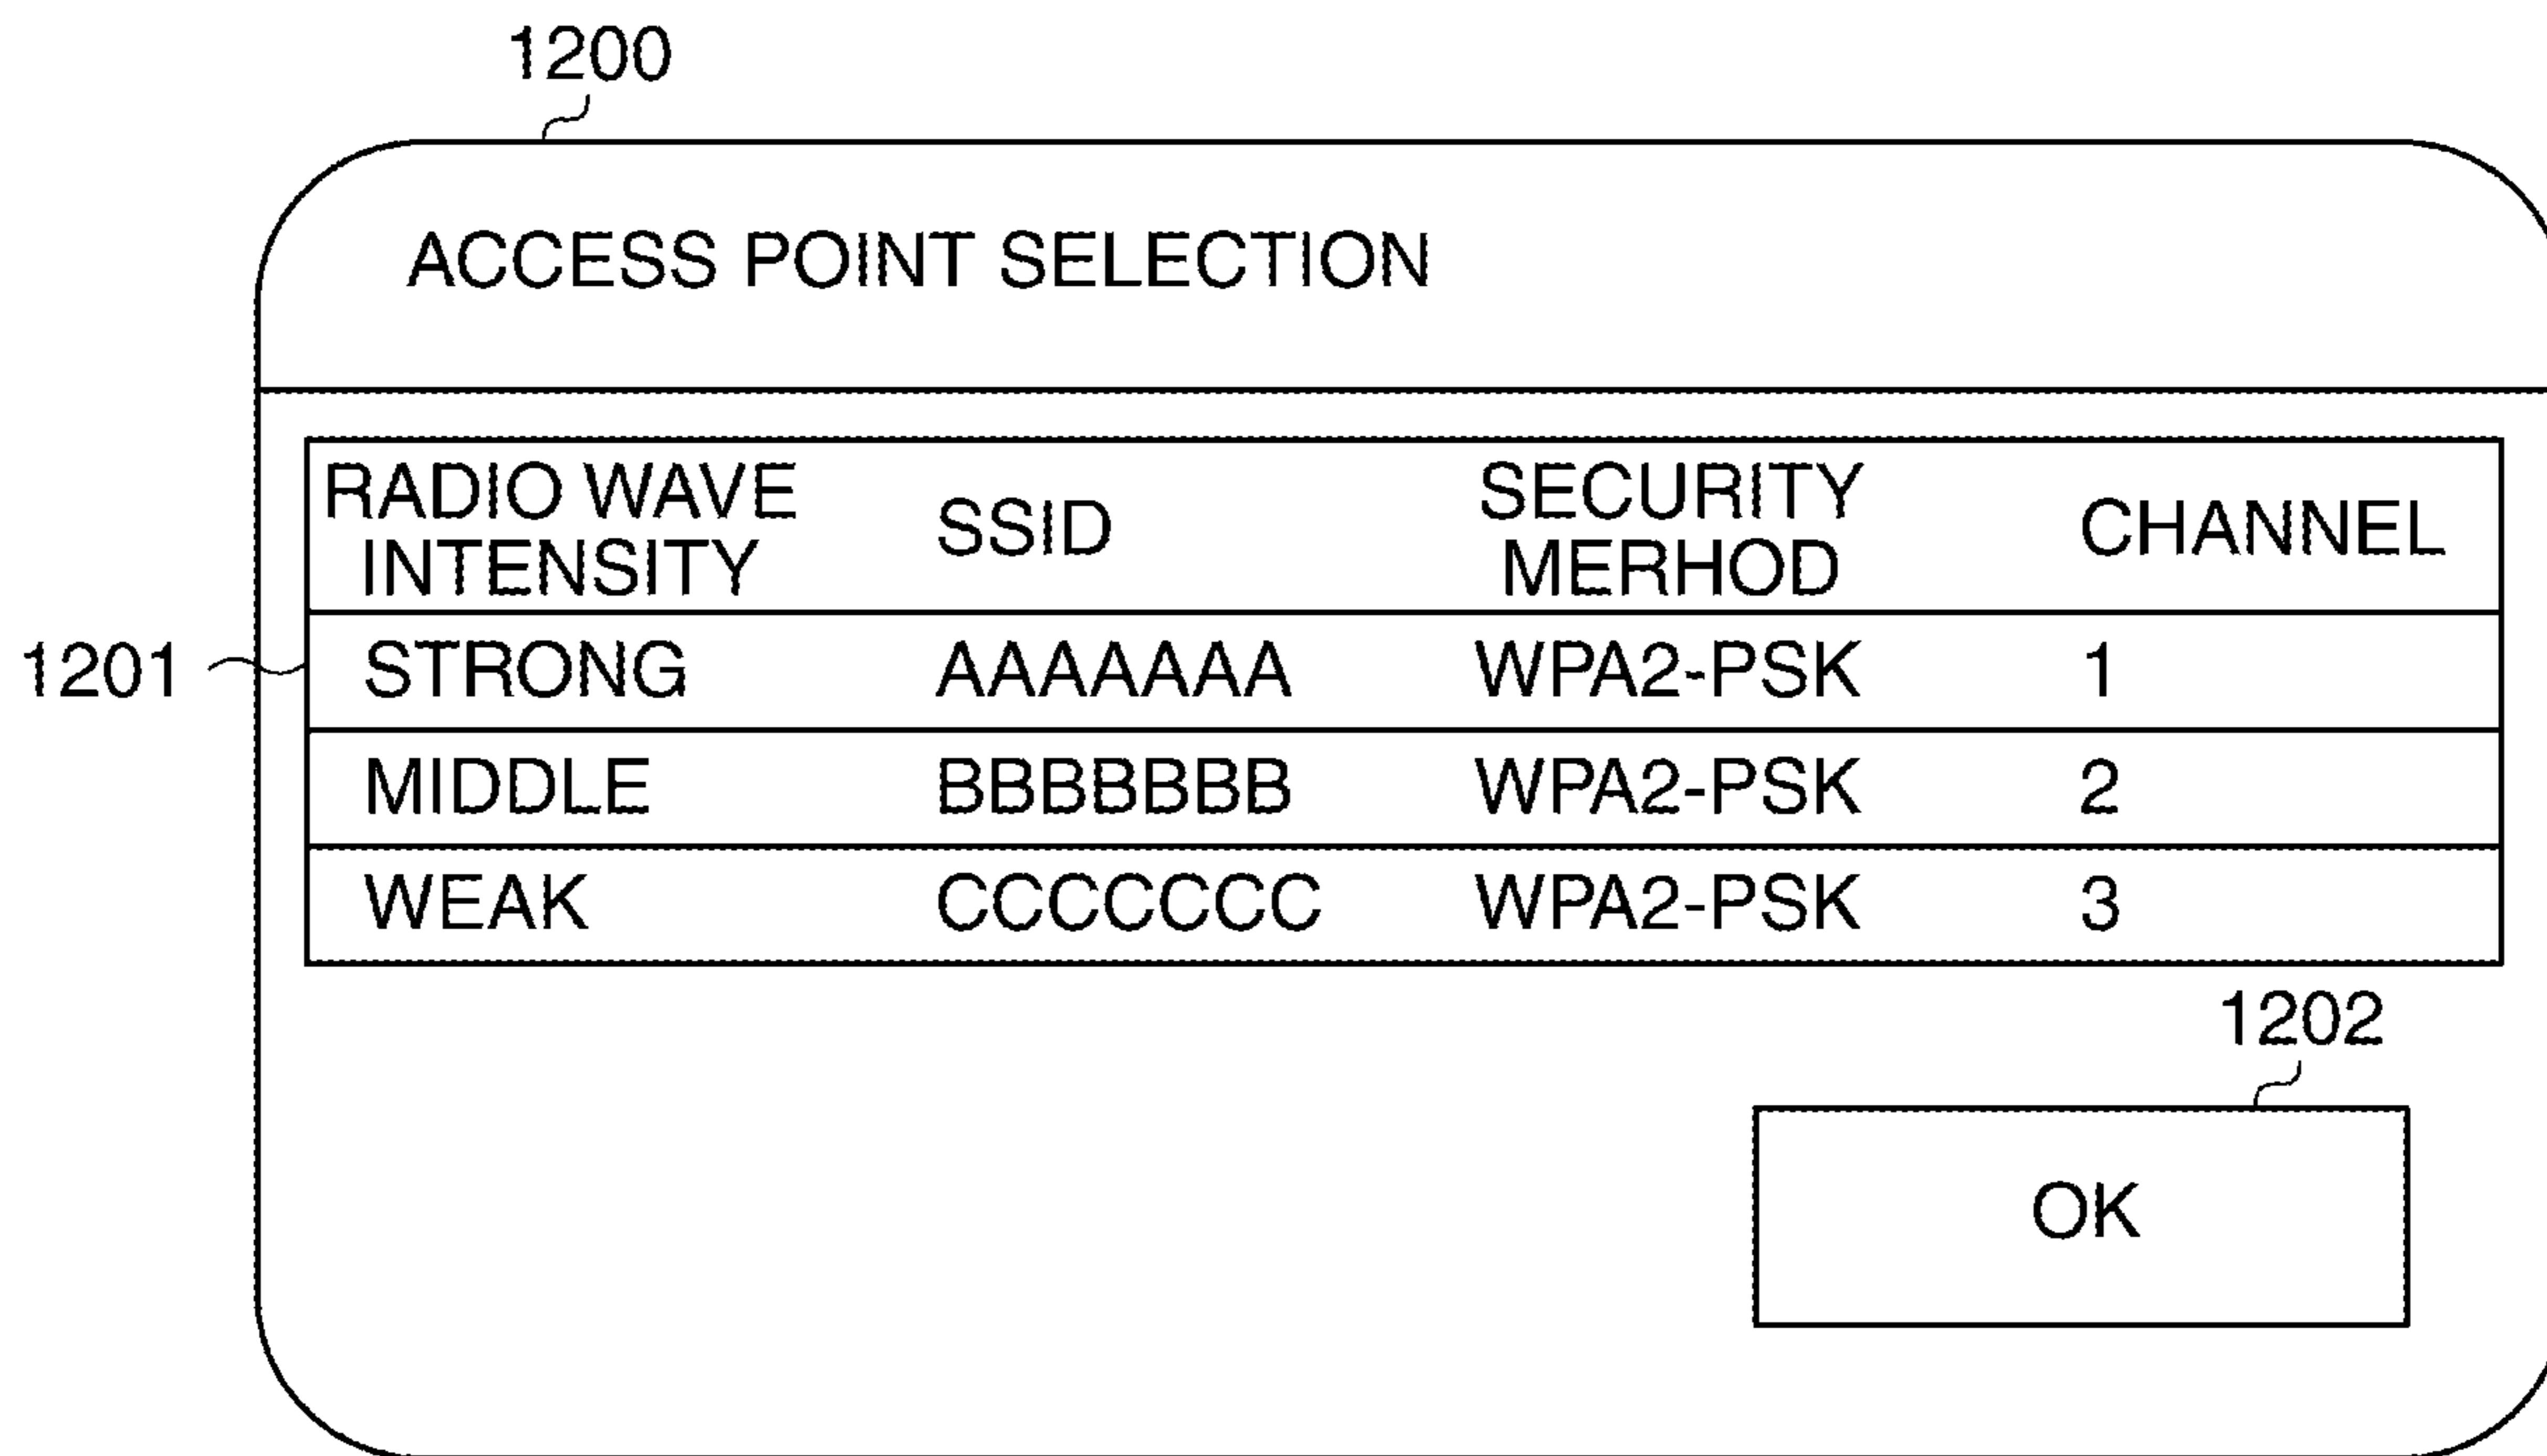 1200
ACCESS POINT SELECTION
RADIO WAVE INTENSITY SSID SECURITY MERHOD CHANNEL
1201 STRONG AAAAAAA WPA2-PSK 1
MIDDLE BBBBBBB WPA2-PSK 2
WEAK CCCCCCC WPA2-PSK 3
1202
OK